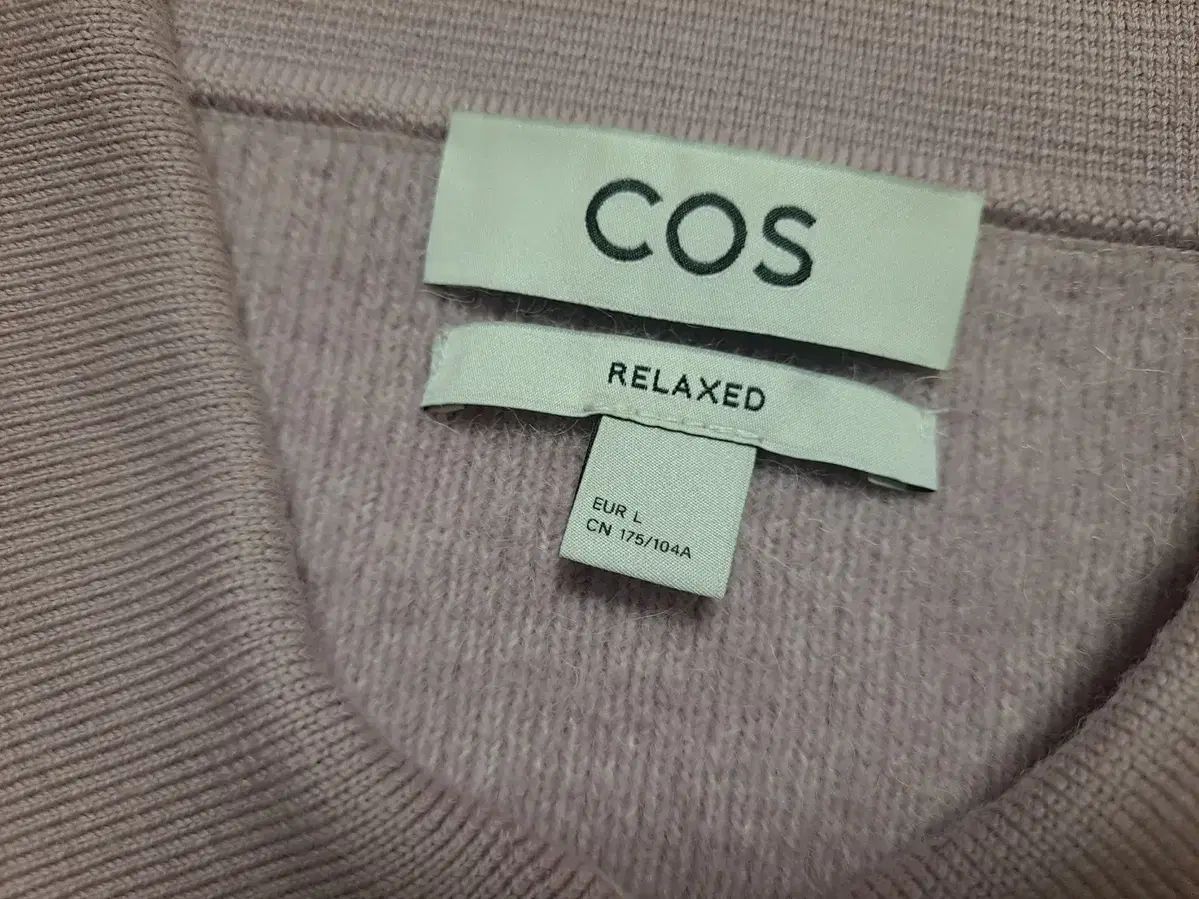 COS
RELAXED
EUR L
CN 175/104A